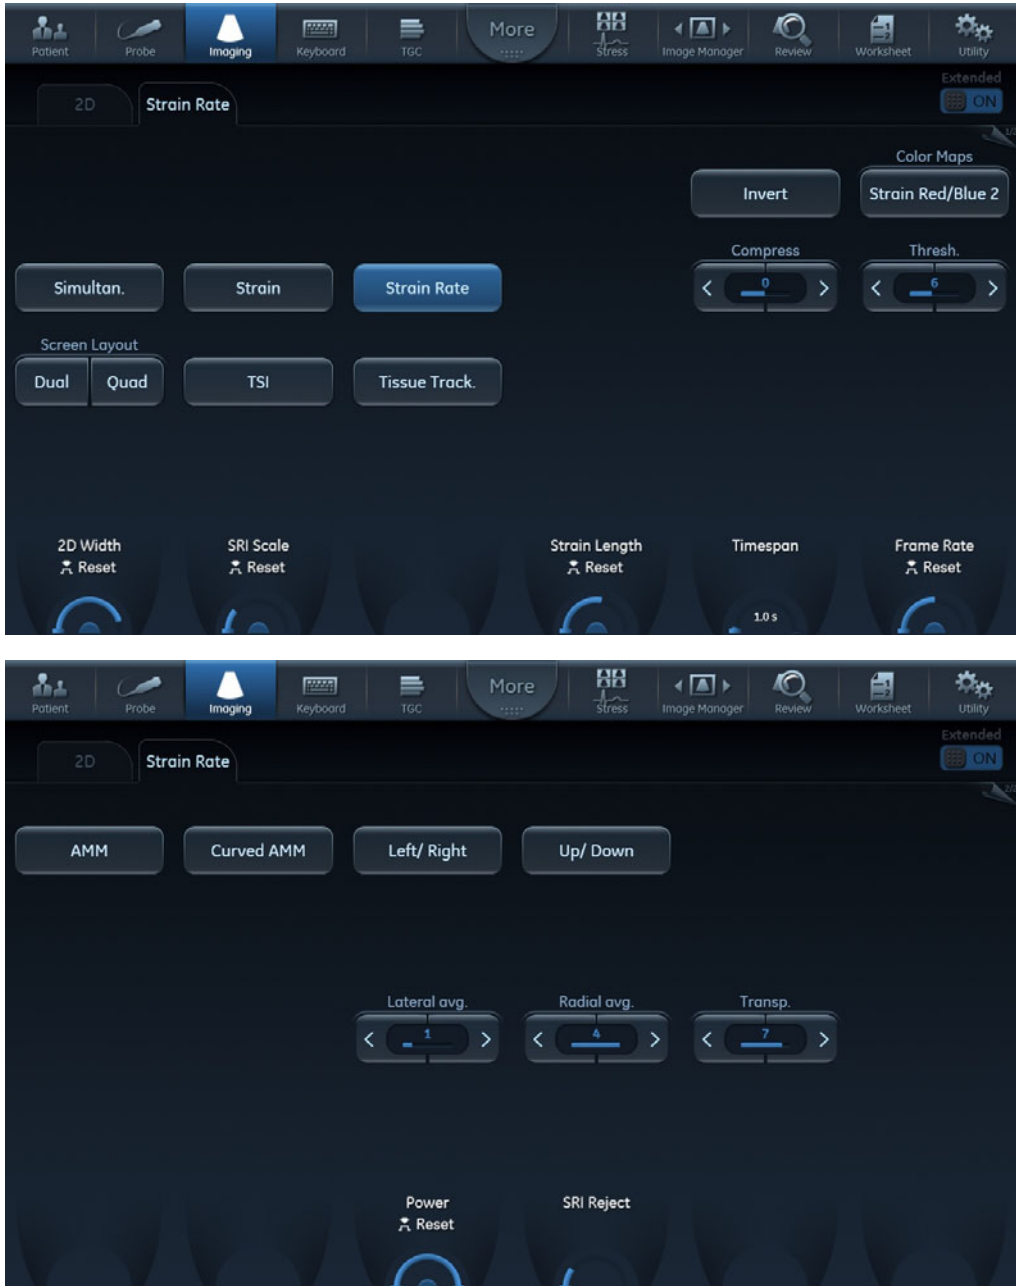 Patient Probe Imaging Keyboard TGC More Stress Image Manager Review Worksheet Utility
Extended
2D Strain Rate ON
1/2
Color Maps
Invert Strain Red/Blue 2
Compress Thresh.
0 6
Simultan. Strain Strain Rate
Screen Layout
Dual Quad TSI Tissue Track.
2D Width SRI Scale Strain Length Timespan Frame Rate
Reset Reset Reset Reset
1.0 s
Patient Probe Imaging Keyboard TGC More Stress Image Manager Review Worksheet Utility
Extended
2D Strain Rate ON
2/2
AMM Curved AMM Left/ Right Up/ Down
Lateral avg. Radial avg. Transp.
1 4 7
Power SRI Reject
Reset